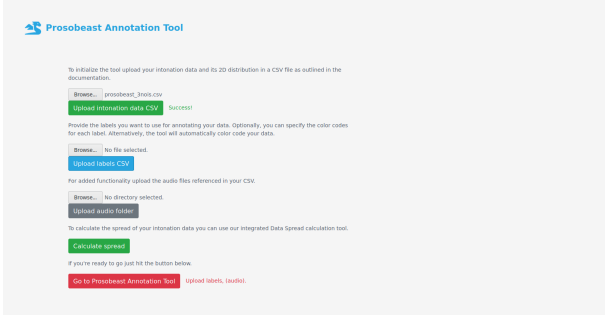 Prosobeast Annotation Tool
To initialize the tool upload your intonation data and its 2D distribution in a CSV file as outlined in the
documentation.
Browse... prosobeast_3nois.csv
Upload intonation data CSV Success!
Provide the labels you want to use for annotating your data. Optionally, you can specify the color codes
for each label. Alternatively, the tool will automatically color code your data.
Browse... No file selected.
Upload labels CSV
For added functionality upload the audio files referenced in your CSV.
Browse... No directory selected.
Upload audio folder
To calculate the spread of your intonation data you can use our integrated Data Spread calculation tool.
Calculate spread
If you're ready to go just hit the button below.
Go to Prosobeast Annotation Tool Upload labels, (audio).